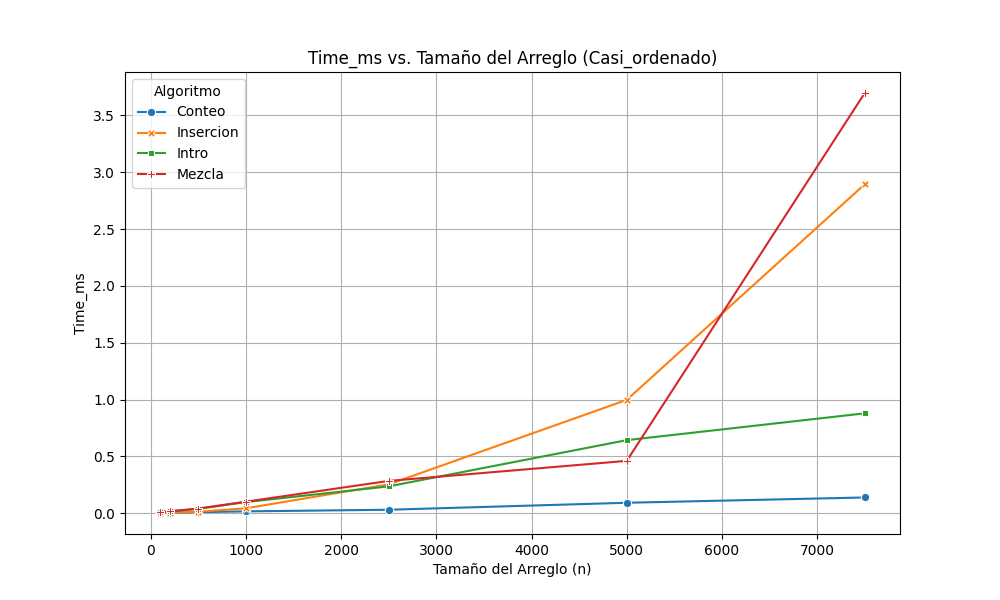 Time_ms vs. Tamaño del Arreglo (Casi_ordenado)
Algoritmo
Conteo
Insercion
Intro
Mezcla
Time_ms
3.5
3.0
2.5
2.0
1.5
1.0
0.5
0.0
0 1000 2000 3000 4000 5000 6000 7000
Tamaño del Arreglo (n)